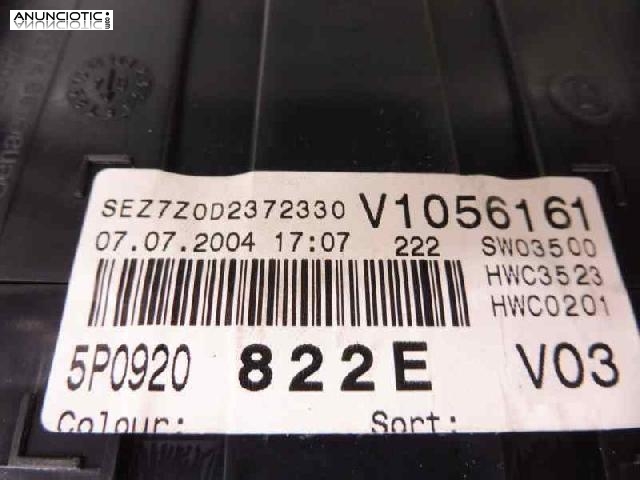 ANUNCIOTIC
SEZ7Z0D2372330 V1056161
07.07.2004 17:07 222 SW03500
HWC3523
HWC0201
5P0920 822E V03
Colour: Sort: